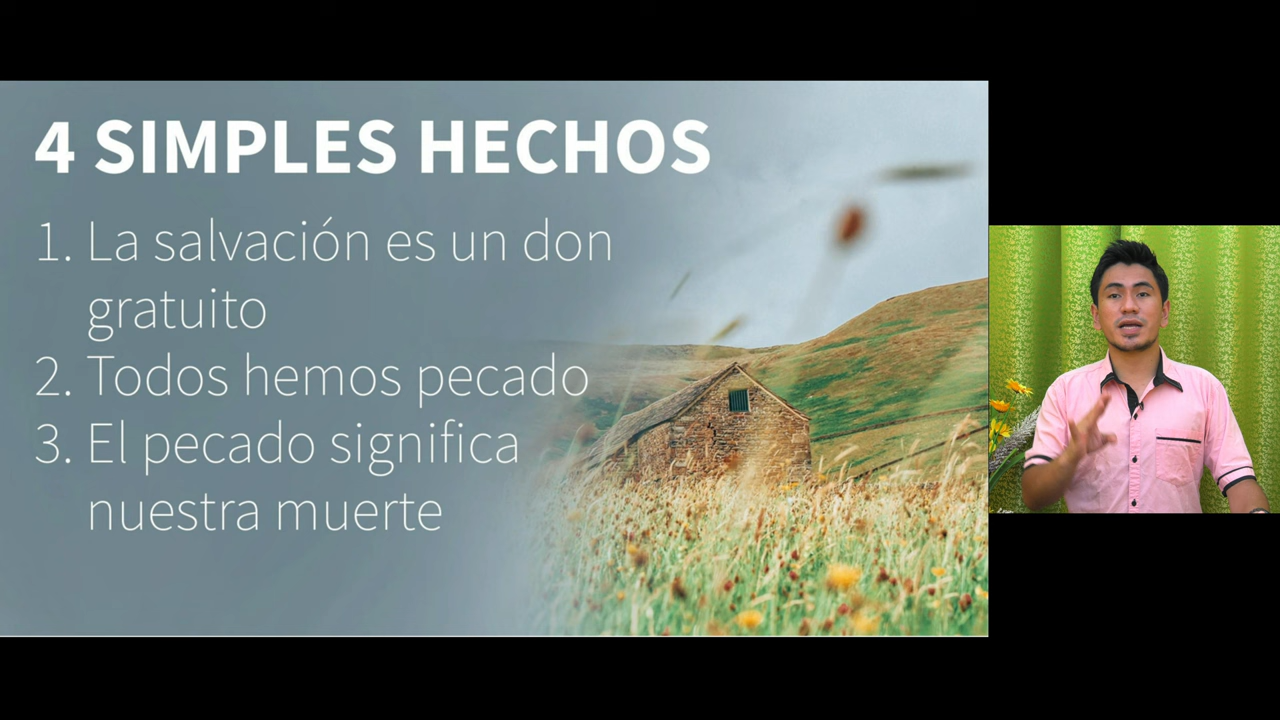 4 SIMPLES HECHOS
1. La salvación es un don
gratuito
2. Todos hemos pecado
3. El pecado significa
nuestra muerte